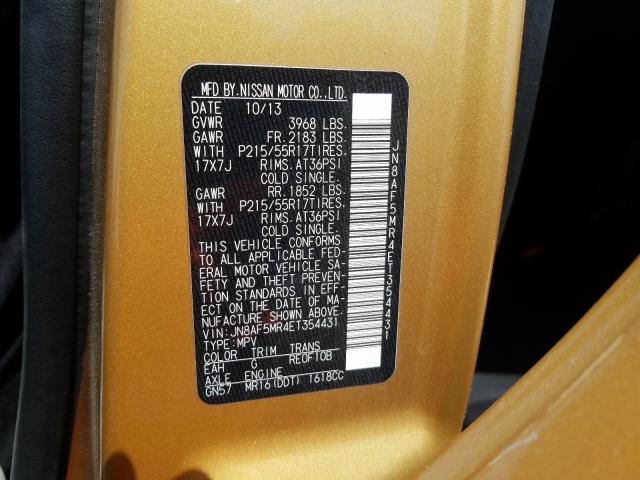 MFD BY.NISSAN MOTOR CO.,LTD.
DATE 10/13
GVWR 3968 LBS.
GAWR FR. 2183 LBS.
WITH P215/55R17TIRES.
17X7J RIMS. AT36PSI
COLD SINGLE.
GAWR RR. 1852 LBS.
WITH P215/55R17TIRES.
17X7J RIMS. AT36PSI
COLD SINGLE.
THIS VEHICLE CONFORMS
TO ALL APPLICABLE FED-
ERAL MOTOR VEHICLE SA-
FETY AND THEFT PREVEN-
TION STANDARDS IN EFF-
ECT ON THE DATE OF MA-
NUFACTURE SHOWN ABOVE.
VIN: JN8AF5MR4ET354431
TYPE: MPV
COLOR TRIM TRANS
EAH G RE0F10B
AXLE ENGINE
GN57 MR16(DDT) 1618CC
JN8AF5MR4ET354431